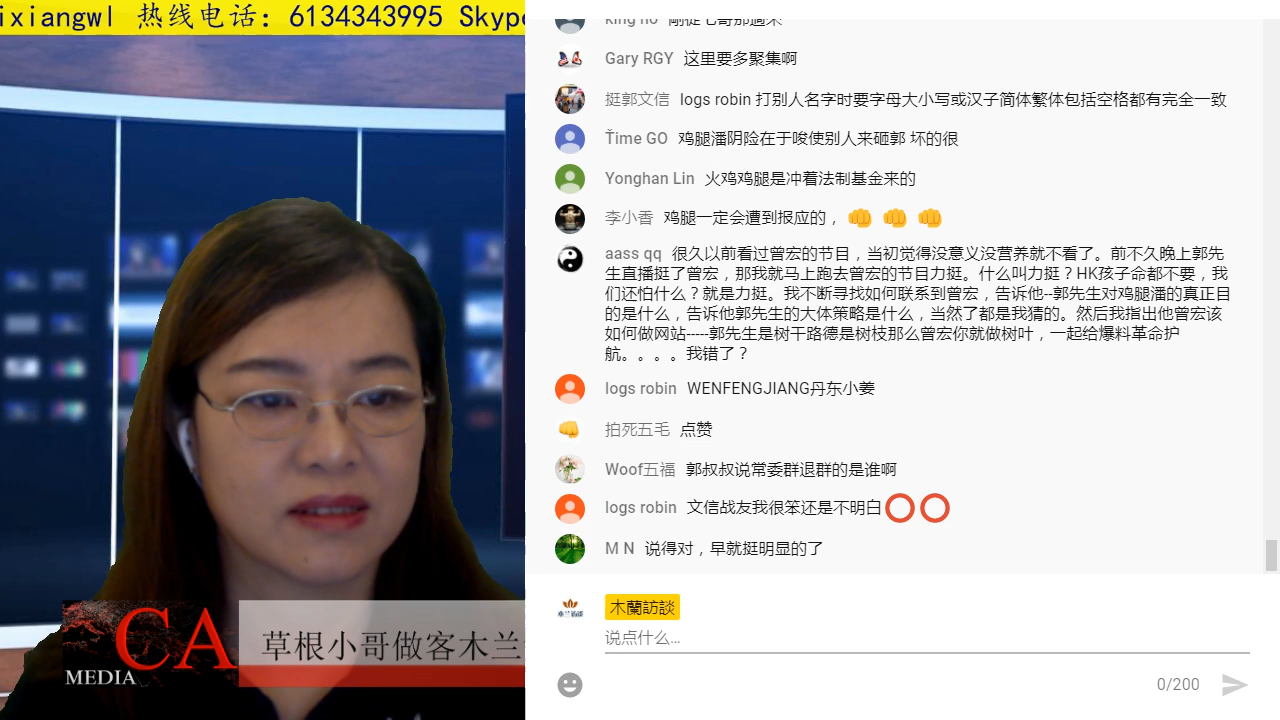 ixiangwl 热线电话：6134343995 Skype
king ho 剛從七哥那過來
Gary RGY 这里要多聚集啊
挺郭文信 logs robin 打别人名字时要字母大小写或汉子简体繁体包括空格都有完全一致
Ťime GO 鸡腿潘阴险在于唆使别人来砸郭 坏的很
Yonghan Lin 火鸡鸡腿是冲着法制基金来的
李小香 鸡腿一定会遭到报应的，
aass qq 很久以前看过曾宏的节目，当初觉得没意义没营养就不看了。前不久晚上郭先
生直播挺了曾宏，那我就马上跑去曾宏的节目力挺。什么叫力挺？HK孩子命都不要，我
们还怕什么？就是力挺。我不断寻找如何联系到曾宏，告诉他--郭先生对鸡腿潘的真正目
的是什么，告诉他郭先生的大体策略是什么，当然了都是我猜的。然后我指出他曾宏该
如何做网站-----郭先生是树干路德是树枝那么曾宏你就做树叶，一起给爆料革命护
航。。。。我错了？
logs robin WENFENGJIANG丹东小姜
拍死五毛 点赞
Woof五福 郭叔叔说常委群退群的是谁啊
logs robin 文信战友我很笨还是不明白
M N 说得对，早就挺明显的了
木蘭訪談
说点什么...
0/200
CA
MEDIA
草根小哥做客木兰